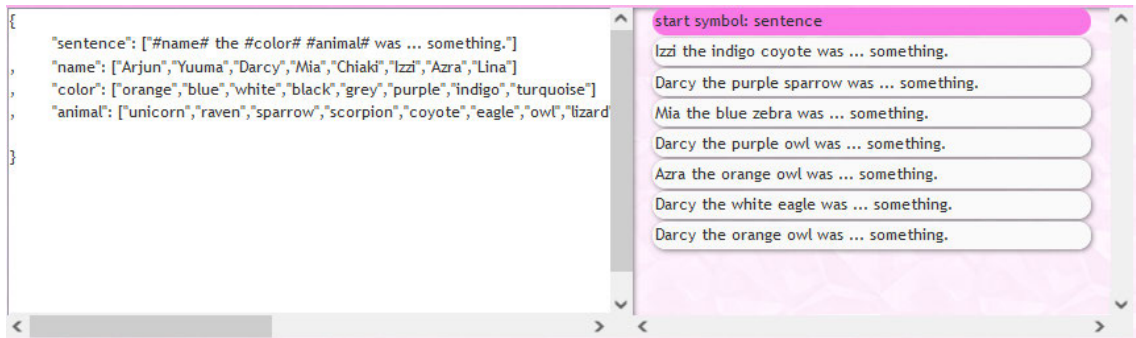 {
"sentence": ["#name# the #color# #animal# was ... something."]
, "name": ["Arjun","Yuuma","Darcy","Mia","Chiaki","Izzi","Azra","Lina"]
, "color": ["orange","blue","white","black","grey","purple","indigo","turquoise"]
, "animal": ["unicorn","raven","sparrow","scorpion","coyote","eagle","owl","lizard"
}
start symbol: sentence
Izzi the indigo coyote was ... something.
Darcy the purple sparrow was ... something.
Mia the blue zebra was ... something.
Darcy the purple owl was ... something.
Azra the orange owl was ... something.
Darcy the white eagle was ... something.
Darcy the orange owl was ... something.